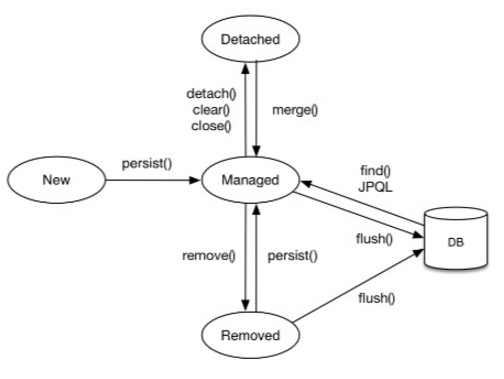 Detached
detach()
clear()
close()
merge()
persist()
New
Managed
find()
JPQL
flush()
DB
remove()
persist()
flush()
Removed